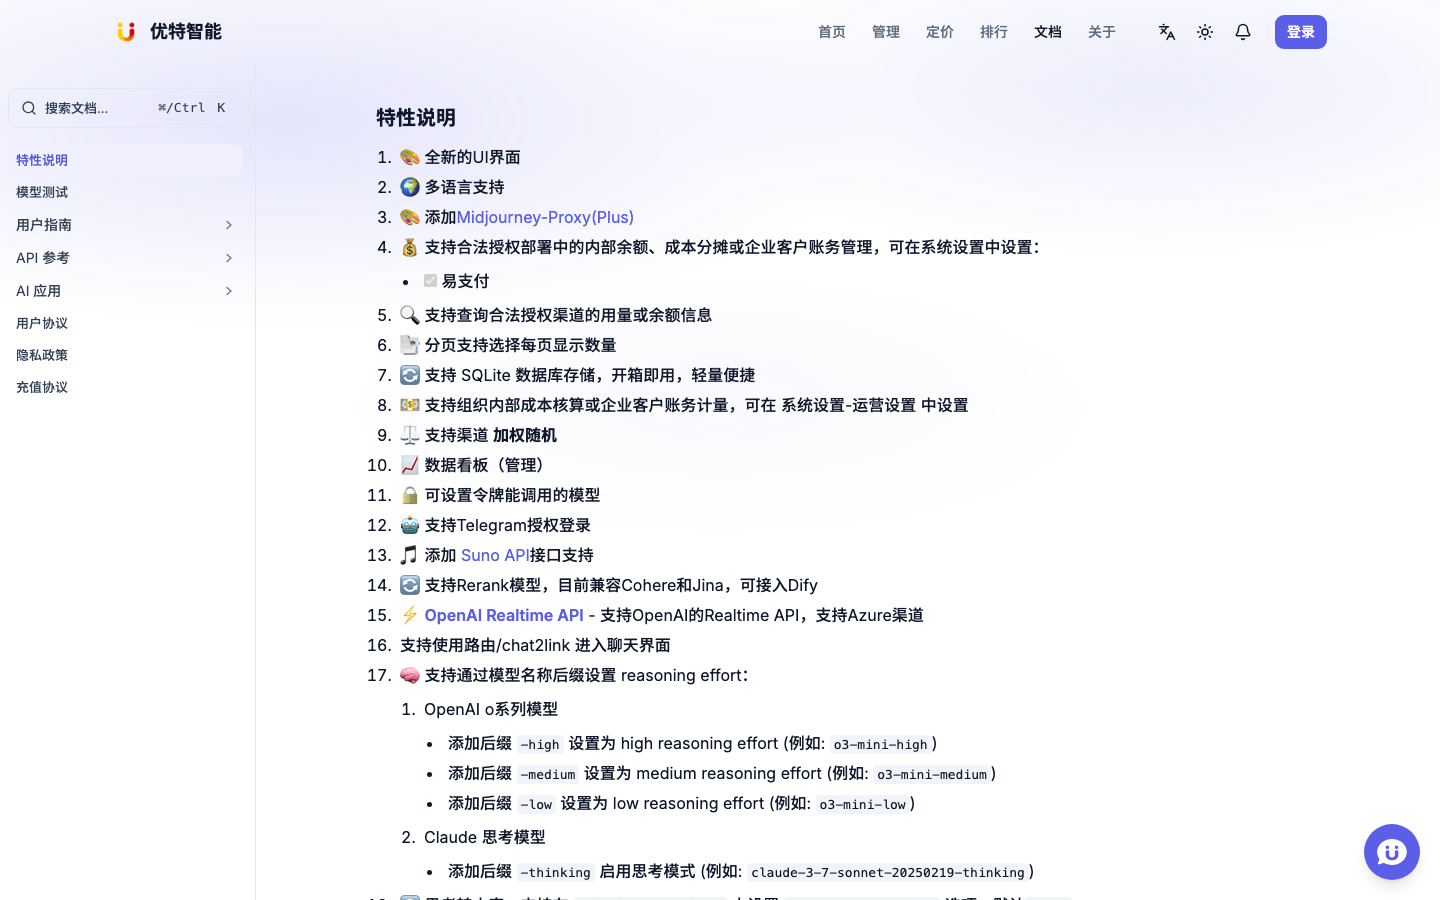 优特智能
首页 管理 定价 排行 文档 关于 登录
搜索文档... ⌘/Ctrl K
特性说明
模型测试
用户指南
API 参考
AI 应用
用户协议
隐私政策
充值协议
特性说明
1. 🎨 全新的UI界面
2. 🌍 多语言支持
3. 🎨 添加Midjourney-Proxy(Plus)
4. 💰 支持合法授权部署中的内部余额、成本分摊或企业客户账务管理，可在系统设置中设置：
易支付
5. 🔍 支持查询合法授权渠道的用量或余额信息
6. 📑 分页支持选择每页显示数量
7. 🔄 支持 SQLite 数据库存储，开箱即用，轻量便捷
8. 💵 支持组织内部成本核算或企业客户账务计量，可在 系统设置-运营设置 中设置
9. ⚖️ 支持渠道 加权随机
10. 📈 数据看板（管理）
11. 🔒 可设置令牌能调用的模型
12. 🤖 支持Telegram授权登录
13. 🎵 添加 Suno API接口支持
14. 🔄 支持Rerank模型，目前兼容Cohere和Jina，可接入Dify
15. ⚡ OpenAI Realtime API - 支持OpenAI的Realtime API，支持Azure渠道
16. 支持使用路由/chat2link 进入聊天界面
17. 🧠 支持通过模型名称后缀设置 reasoning effort：
1. OpenAI o系列模型
添加后缀 -high 设置为 high reasoning effort (例如: o3-mini-high)
添加后缀 -medium 设置为 medium reasoning effort (例如: o3-mini-medium)
添加后缀 -low 设置为 low reasoning effort (例如: o3-mini-low)
2. Claude 思考模型
添加后缀 -thinking 启用思考模式 (例如: claude-3-7-sonnet-20250219-thinking)